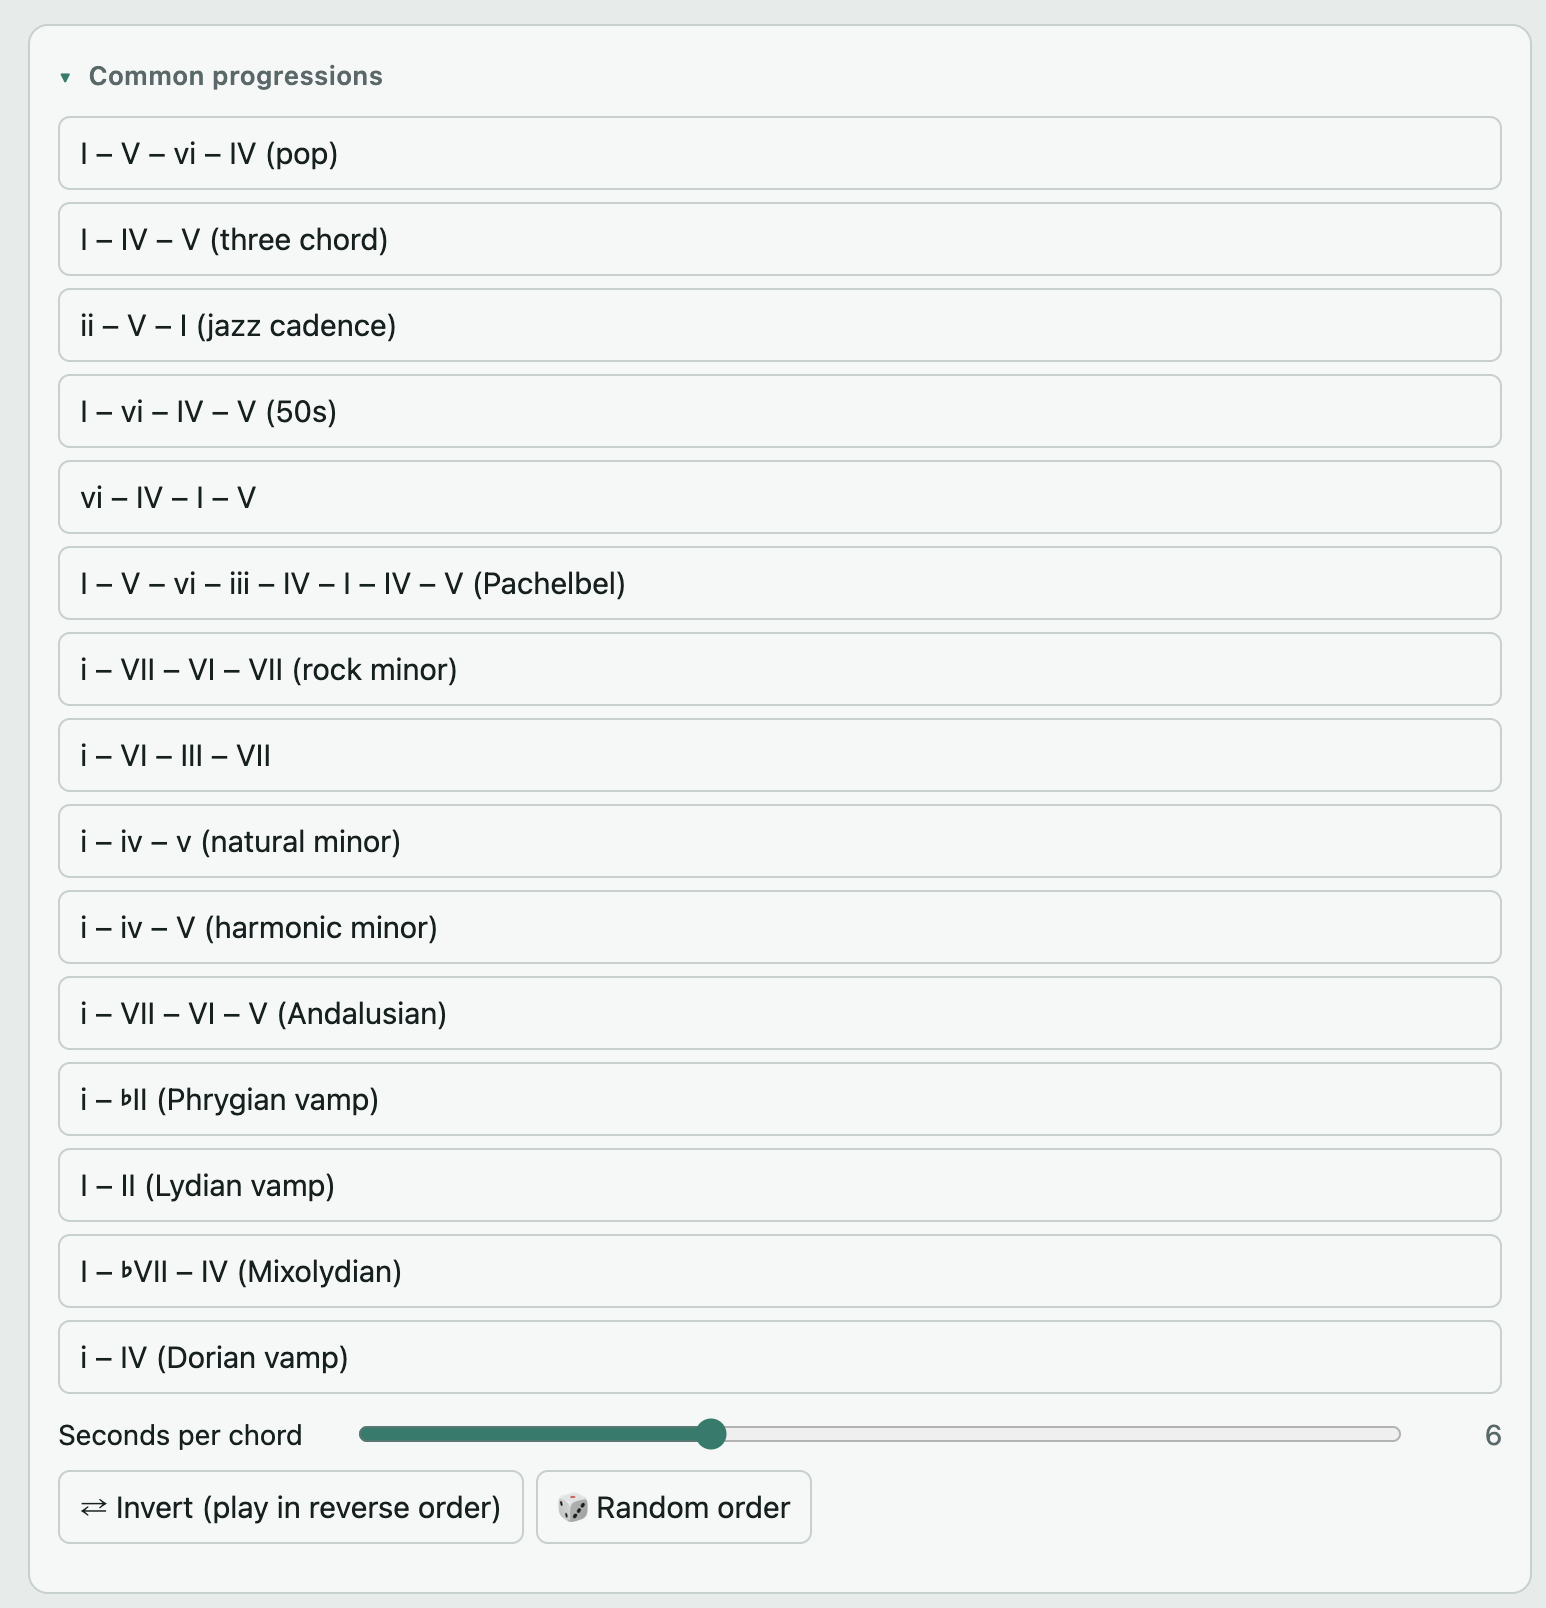 ▼ Common progressions
I – V – vi – IV (pop)
I – IV – V (three chord)
ii – V – I (jazz cadence)
I – vi – IV – V (50s)
vi – IV – I – V
I – V – vi – iii – IV – I – IV – V (Pachelbel)
i – VII – VI – VII (rock minor)
i – VI – III – VII
i – iv – v (natural minor)
i – iv – V (harmonic minor)
i – VII – VI – V (Andalusian)
i – ♭II (Phrygian vamp)
I – II (Lydian vamp)
I – ♭VII – IV (Mixolydian)
i – IV (Dorian vamp)
Seconds per chord 6
⇄ Invert (play in reverse order) 🎲 Random order